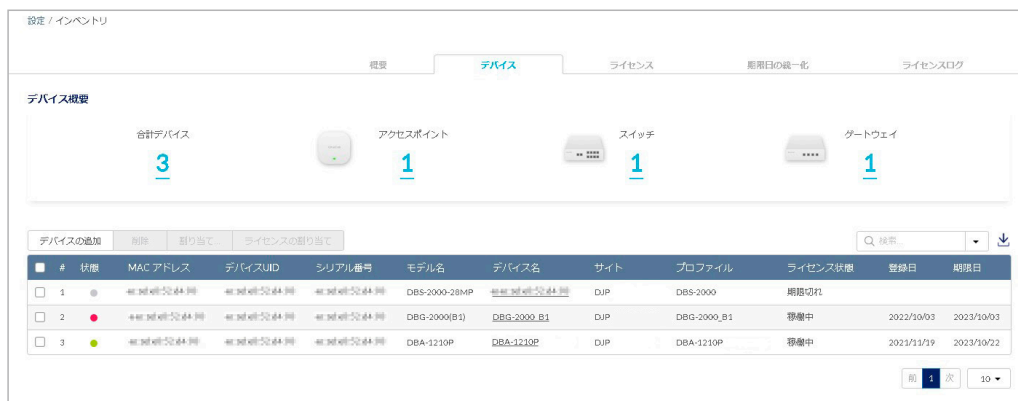 設定 / インベントリ
概要 デバイス ライセンス 期限日の統一化 ライセンスログ
デバイス概要
合計デバイス アクセスポイント スイッチ ゲートウェイ
3 1 1 1
デバイスの追加 削除 割り当て... ライセンスの割り当て 検索...
# 状態 MAC アドレス デバイスUID シリアル番号 モデル名 デバイス名 サイト プロファイル ライセンス状態 登録日 期限日
1 DBS-2000-28MP DJP DBS-2000 期限切れ
2 DBG-2000(B1) DBG-2000_B1 DJP DBG-2000_B1 稼働中 2022/10/03 2023/10/03
3 DBA-1210P DBA-1210P DJP DBA-1210P 稼働中 2021/11/19 2023/10/22
前 1 次 10